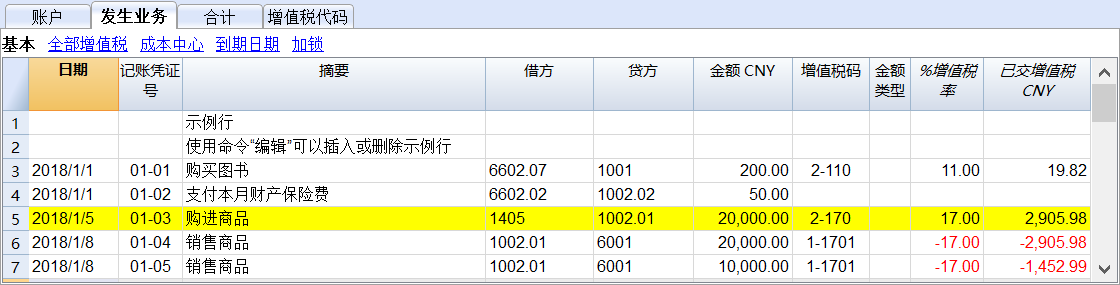 账户 发生业务 合计 增值税代码
基本 全部增值税 成本中心 到期日期 加锁
日期 记账凭证号 摘要 借方 贷方 金额 CNY 增值税码 金额类型 %增值税率 已交增值税 CNY
1 示例行
2 使用命令"编辑"可以插入或删除示例行
3 2018/1/1 01-01 购买图书 6602.07 1001 200.00 2-110 11.00 19.82
4 2018/1/1 01-02 支付本月财产保险费 6602.02 1002.02 50.00
5 2018/1/5 01-03 购进商品 1405 1002.01 20,000.00 2-170 17.00 2,905.98
6 2018/1/8 01-04 销售商品 1002.01 6001 20,000.00 1-1701 -17.00 -2,905.98
7 2018/1/8 01-05 销售商品 1002.01 6001 10,000.00 1-1701 -17.00 -1,452.99